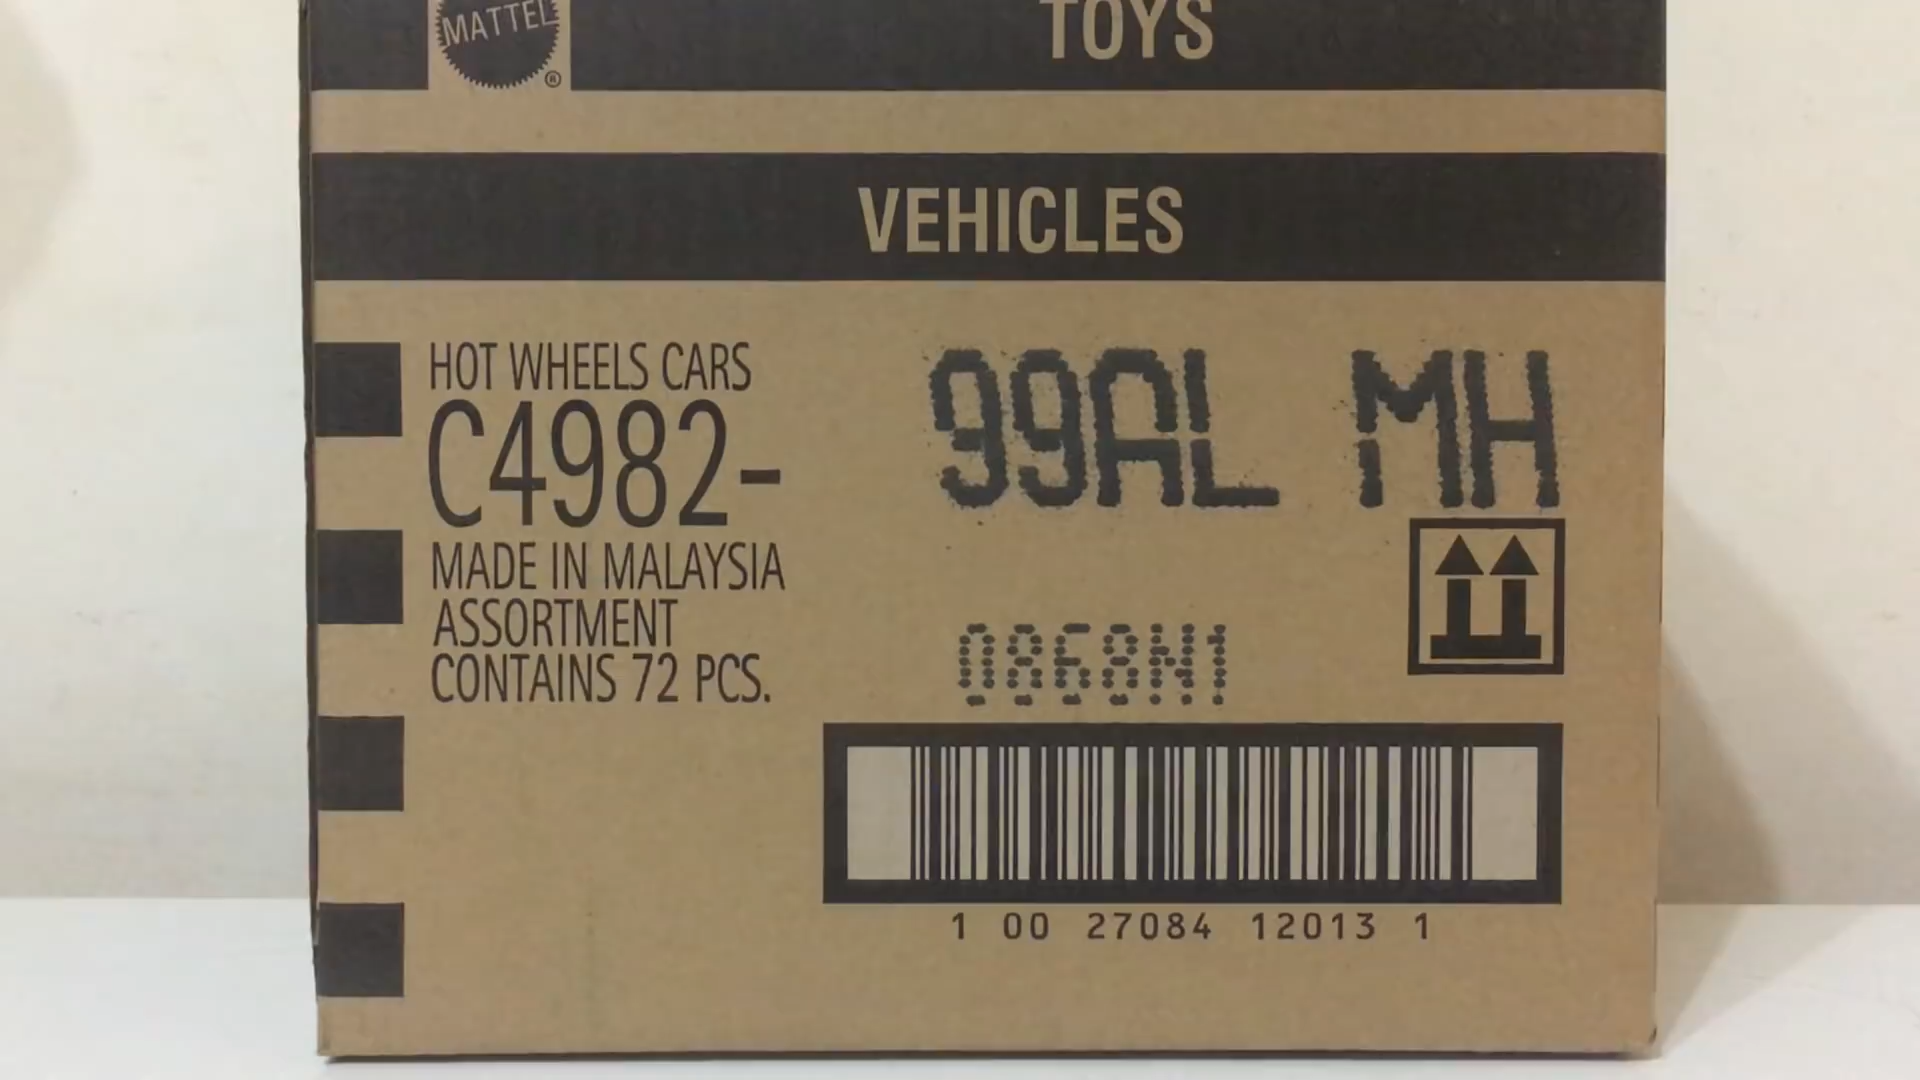 MATTEL
®
TOYS
VEHICLES
HOT WHEELS CARS
C4982-
99AL MH
MADE IN MALAYSIA
ASSORTMENT
CONTAINS 72 PCS.
0868N1
1 00 27084 12013 1